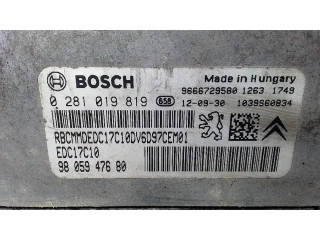 BOSCH
Made in Hungary
9666729580 1263 1749
0 281 019 819 658 12-09-30 1039S60834
RBCMMDEDC17C10DV6D97CEM01
EDC17C10
98 059 476 80